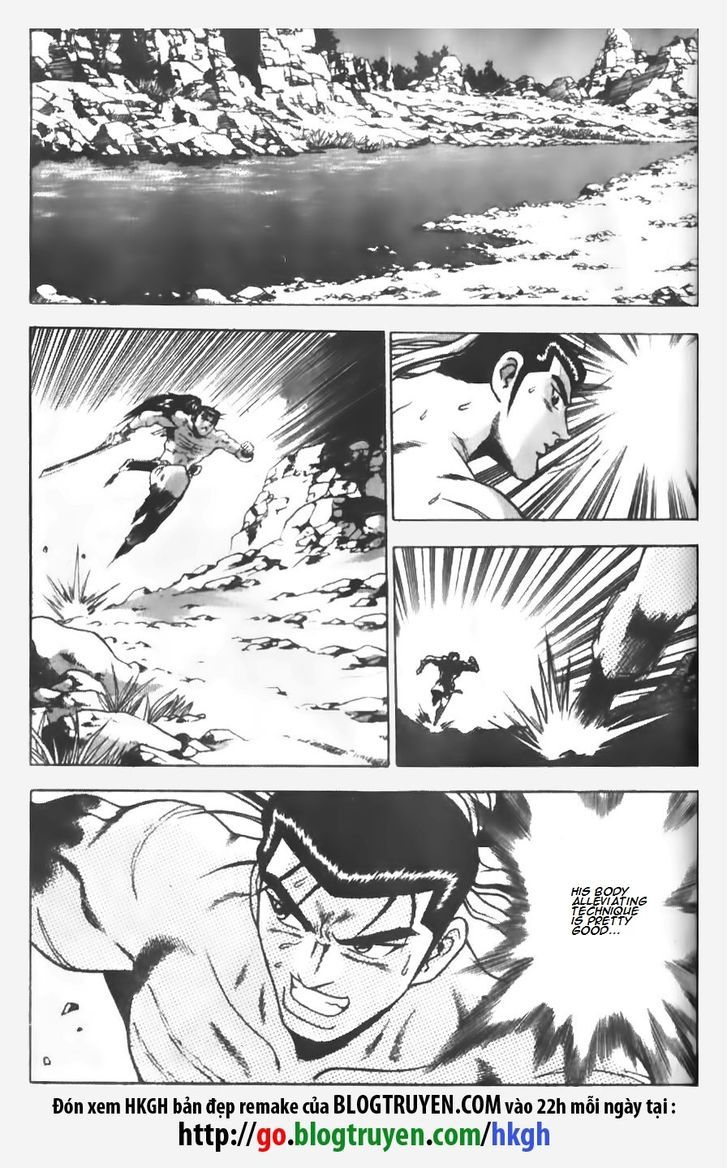 HIS BODY
ALLEVIATING
TECHNIQUE
IS PRETTY
GOOD...
Đón xem HKGH bản đẹp remake của BLOGTRUYEN.COM vào 22h mỗi ngày tại :
http://go.blogtruyen.com/hkgh